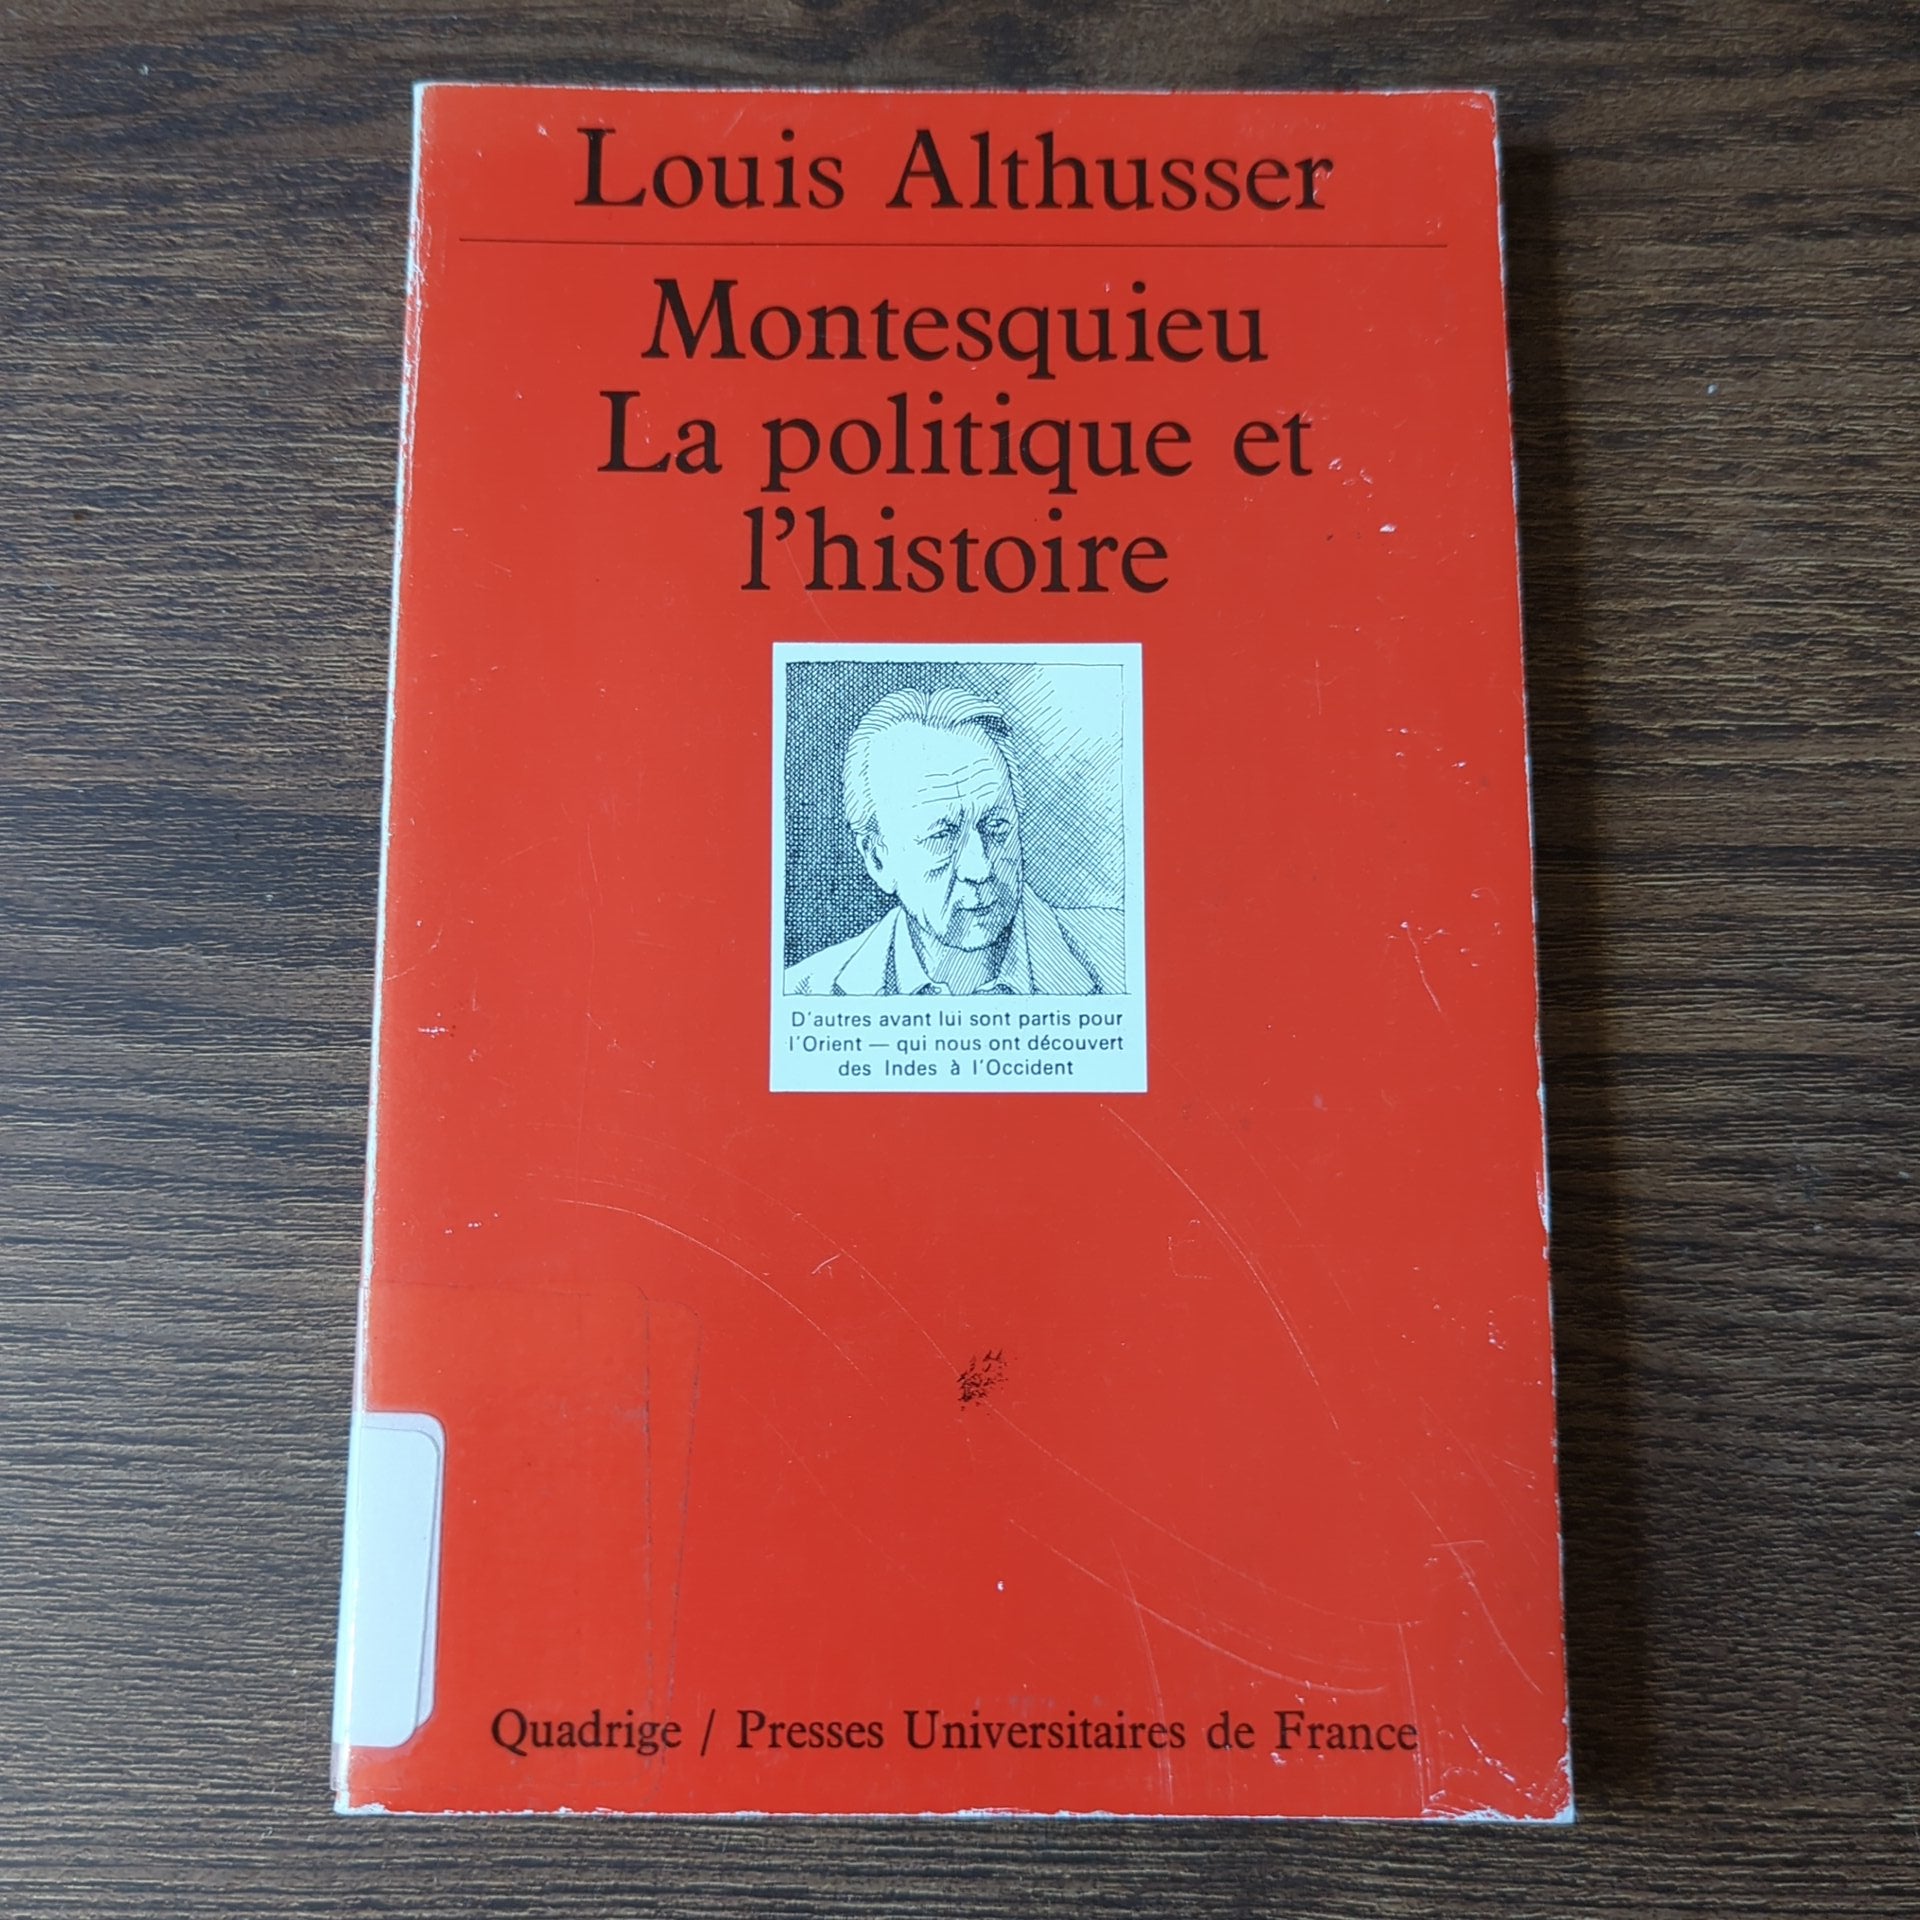 Louis Althusser
Montesquieu
La politique et
l'histoire
D'autres avant lui sont partis pour
l'Orient — qui nous ont découvert
des Indes à l'Occident
Quadrige / Presses Universitaires de France